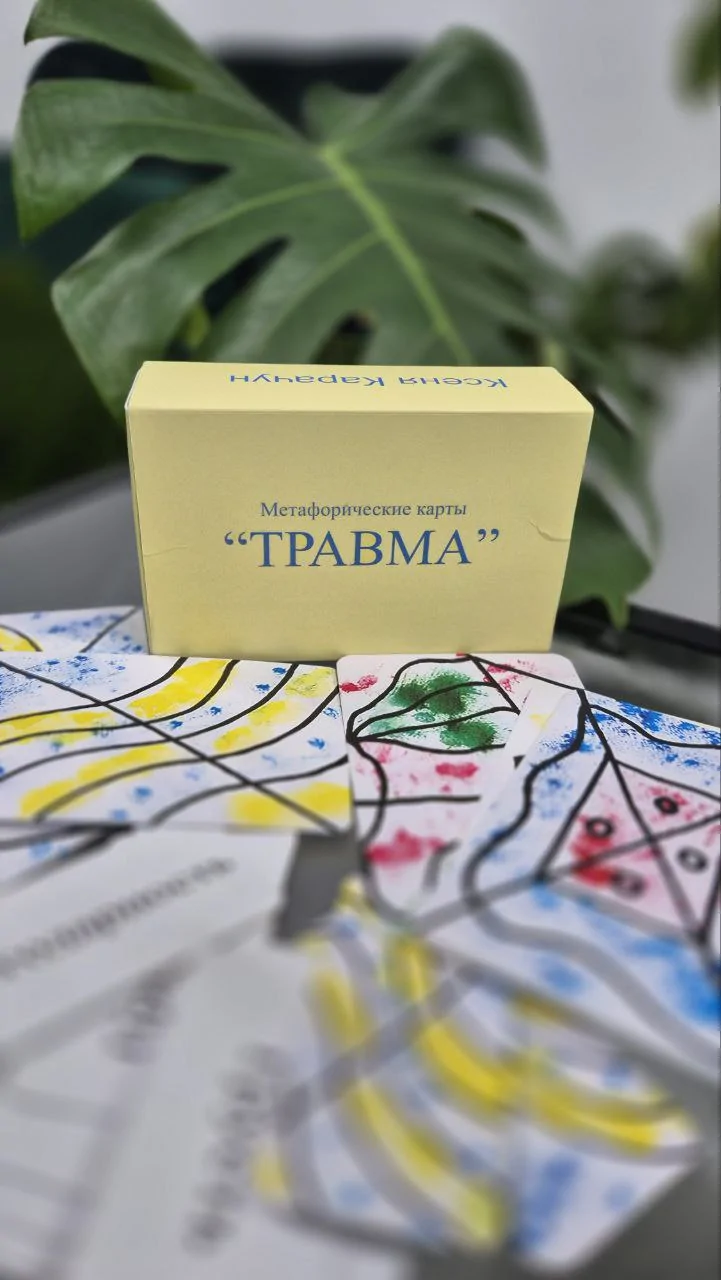 Ксеня Карачун
Метафорические карты
“ТРАВМА”